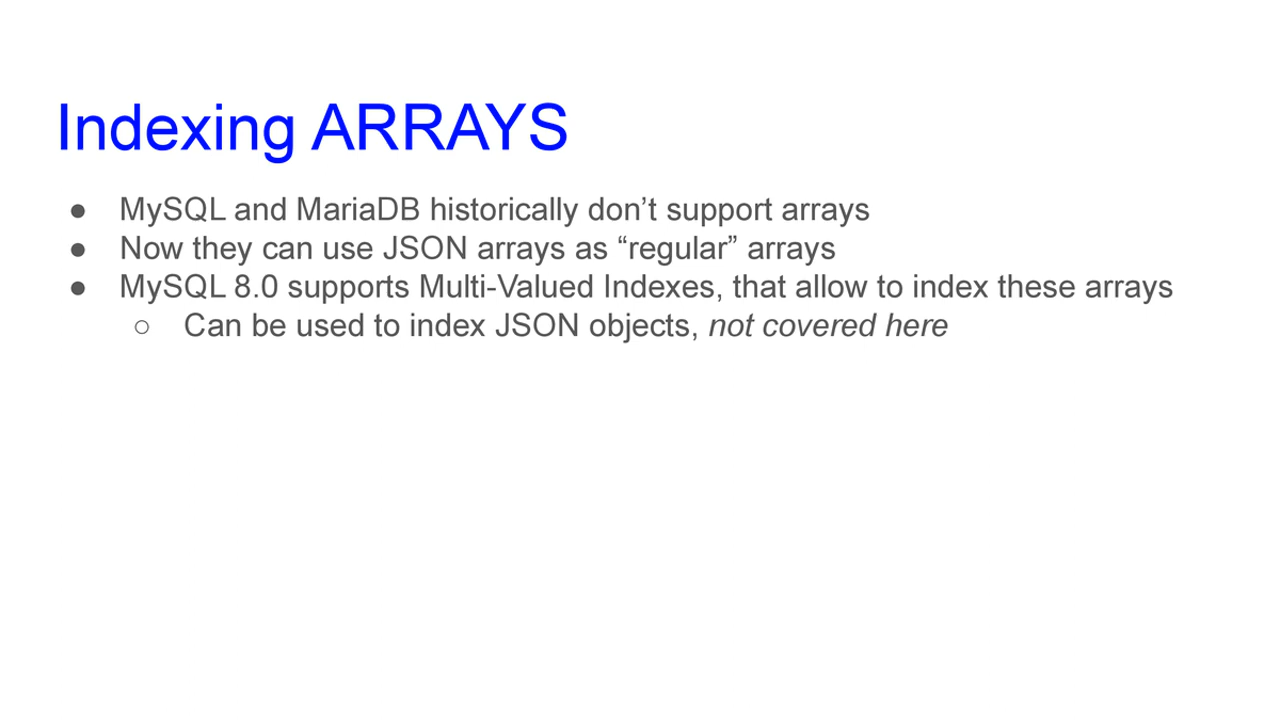 Indexing ARRAYS
● MySQL and MariaDB historically don’t support arrays
● Now they can use JSON arrays as “regular” arrays
● MySQL 8.0 supports Multi-Valued Indexes, that allow to index these arrays
○ Can be used to index JSON objects, not covered here